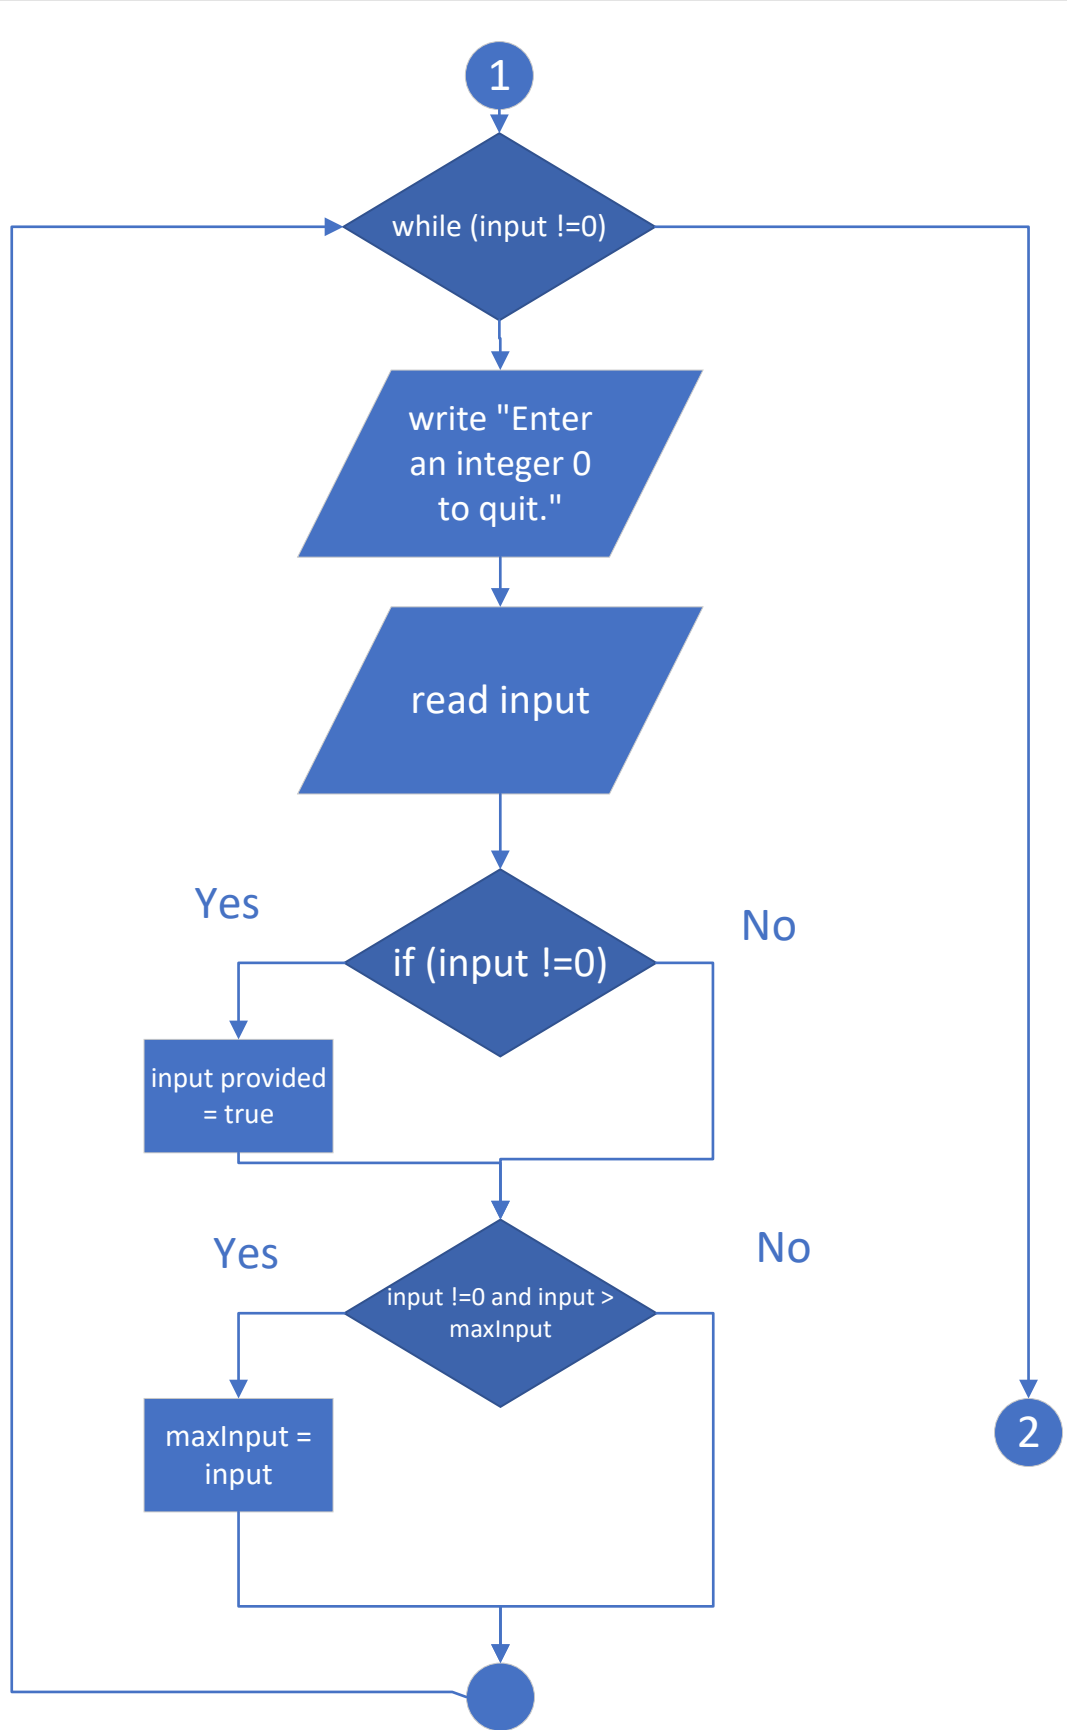 1
while (input !=0)
write "Enter
an integer 0
to quit."
read input
Yes
No
if (input !=0)
input provided
= true
Yes
No
input !=0 and input >
maxInput
maxInput =
input
2